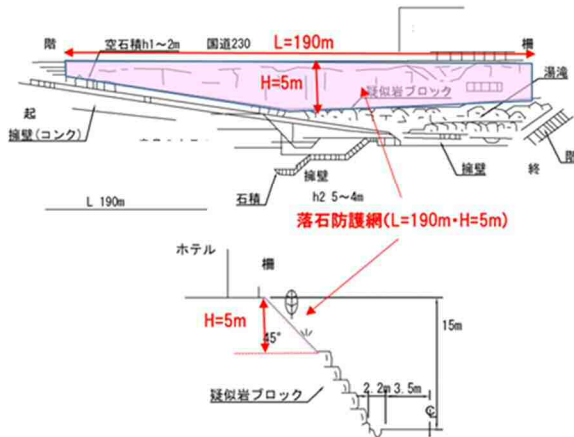 階
空石積h1～2m
国道230
L=190m
柵
H=5m
疑似岩ブロック
湯滝
起
擁壁(コンク)
擁壁
石積
h2 5～4m
擁壁
終
階
L 190m
落石防護網(L=190m・H=5m)
ホテル
柵
H=5m
45°
15m
2.2m
3.5m
疑似岩ブロック